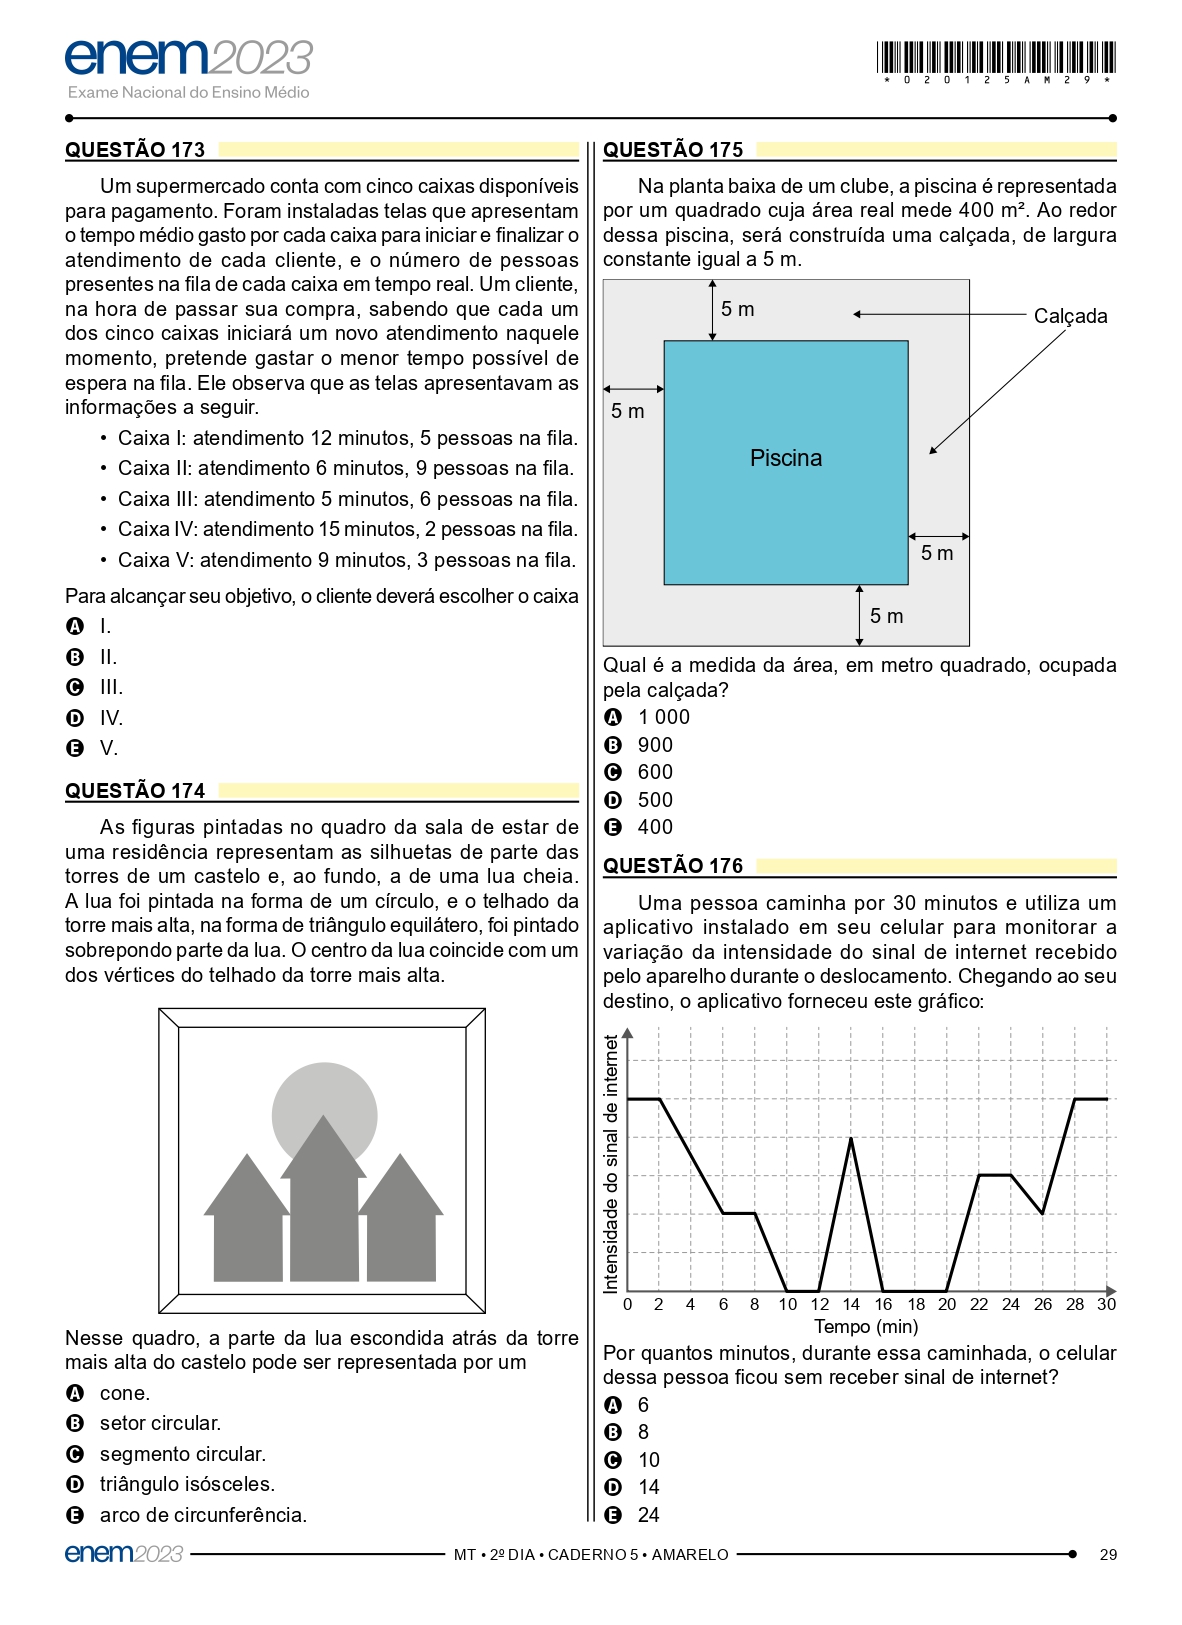 enem2023
Exame Nacional do Ensino Médio
*020125AM29*
QUESTÃO 173
Um supermercado conta com cinco caixas disponíveis
para pagamento. Foram instaladas telas que apresentam
o tempo médio gasto por cada caixa para iniciar e finalizar o
atendimento de cada cliente, e o número de pessoas
presentes na fila de cada caixa em tempo real. Um cliente,
na hora de passar sua compra, sabendo que cada um
dos cinco caixas iniciará um novo atendimento naquele
momento, pretende gastar o menor tempo possível de
espera na fila. Ele observa que as telas apresentavam as
informações a seguir.
• Caixa I: atendimento 12 minutos, 5 pessoas na fila.
• Caixa II: atendimento 6 minutos, 9 pessoas na fila.
• Caixa III: atendimento 5 minutos, 6 pessoas na fila.
• Caixa IV: atendimento 15 minutos, 2 pessoas na fila.
• Caixa V: atendimento 9 minutos, 3 pessoas na fila.
Para alcançar seu objetivo, o cliente deverá escolher o caixa
A I.
B II.
C III.
D IV.
E V.
QUESTÃO 174
As figuras pintadas no quadro da sala de estar de
uma residência representam as silhuetas de parte das
torres de um castelo e, ao fundo, a de uma lua cheia.
A lua foi pintada na forma de um círculo, e o telhado da
torre mais alta, na forma de triângulo equilátero, foi pintado
sobrepondo parte da lua. O centro da lua coincide com um
dos vértices do telhado da torre mais alta.
Nesse quadro, a parte da lua escondida atrás da torre
mais alta do castelo pode ser representada por um
A cone.
B setor circular.
C segmento circular.
D triângulo isósceles.
E arco de circunferência.
QUESTÃO 175
Na planta baixa de um clube, a piscina é representada
por um quadrado cuja área real mede 400 m². Ao redor
dessa piscina, será construída uma calçada, de largura
constante igual a 5 m.
5 m
Calçada
5 m
Piscina
5 m
5 m
Qual é a medida da área, em metro quadrado, ocupada
pela calçada?
A 1 000
B 900
C 600
D 500
E 400
QUESTÃO 176
Uma pessoa caminha por 30 minutos e utiliza um
aplicativo instalado em seu celular para monitorar a
variação da intensidade do sinal de internet recebido
pelo aparelho durante o deslocamento. Chegando ao seu
destino, o aplicativo forneceu este gráfico:
Intensidade do sinal de internet
0 2 4 6 8 10 12 14 16 18 20 22 24 26 28 30
Tempo (min)
Por quantos minutos, durante essa caminhada, o celular
dessa pessoa ficou sem receber sinal de internet?
A 6
B 8
C 10
D 14
E 24
enem2023
MT • 2º DIA • CADERNO 5 • AMARELO
29